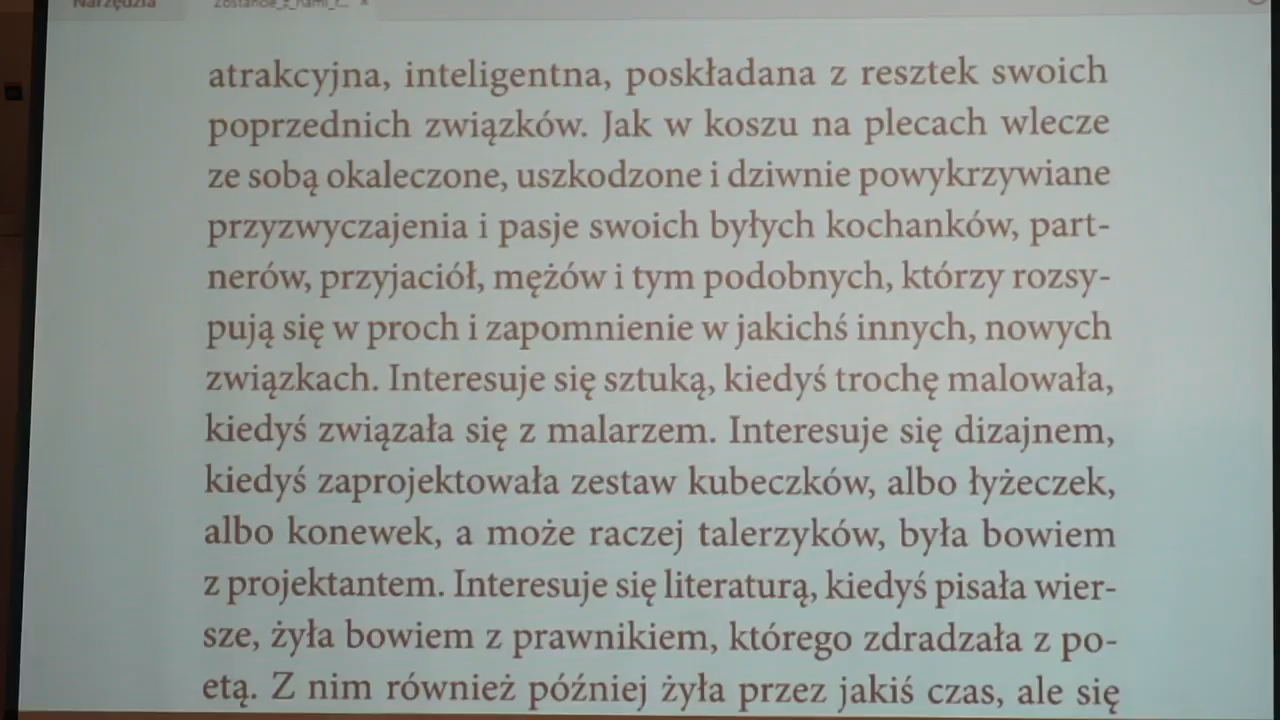 Narzędzia
atrakcyjna, inteligentna, poskładana z resztek swoich
poprzednich związków. Jak w koszu na plecach wlecze
ze sobą okaleczone, uszkodzone i dziwnie powykrzywiane
przyzwyczajenia i pasje swoich byłych kochanków, part-
nerów, przyjaciół, mężów i tym podobnych, którzy rozsy-
pują się w proch i zapomnienie w jakichś innych, nowych
związkach. Interesuje się sztuką, kiedyś trochę malowała,
kiedyś związała się z malarzem. Interesuje się dizajnem,
kiedyś zaprojektowała zestaw kubeczków, albo łyżeczek,
albo konewek, a może raczej talerzyków, była bowiem
z projektantem. Interesuje się literaturą, kiedyś pisała wier-
sze, żyła bowiem z prawnikiem, którego zdradzała z po-
etą. Z nim również później żyła przez jakiś czas, ale się